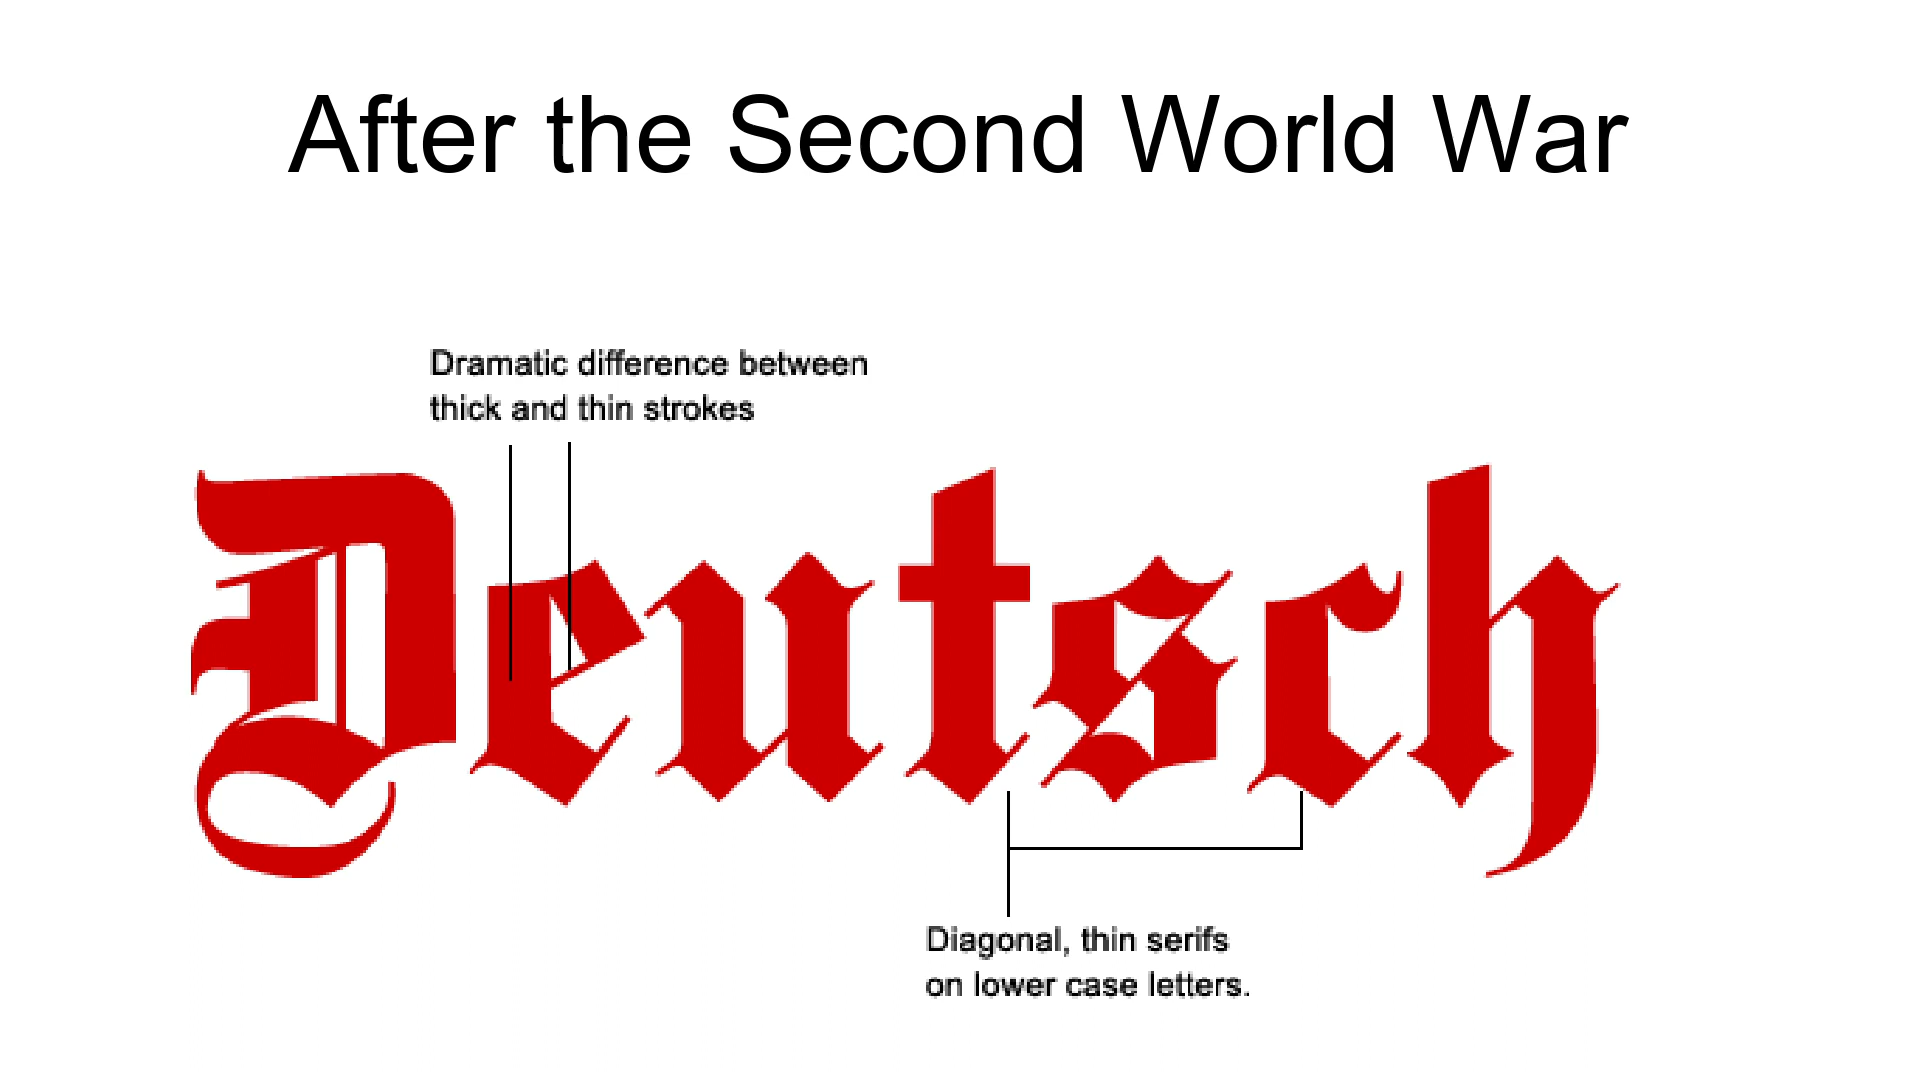 After the Second World War
Dramatic difference between
thick and thin strokes
Deutsch
Diagonal, thin serifs
on lower case letters.